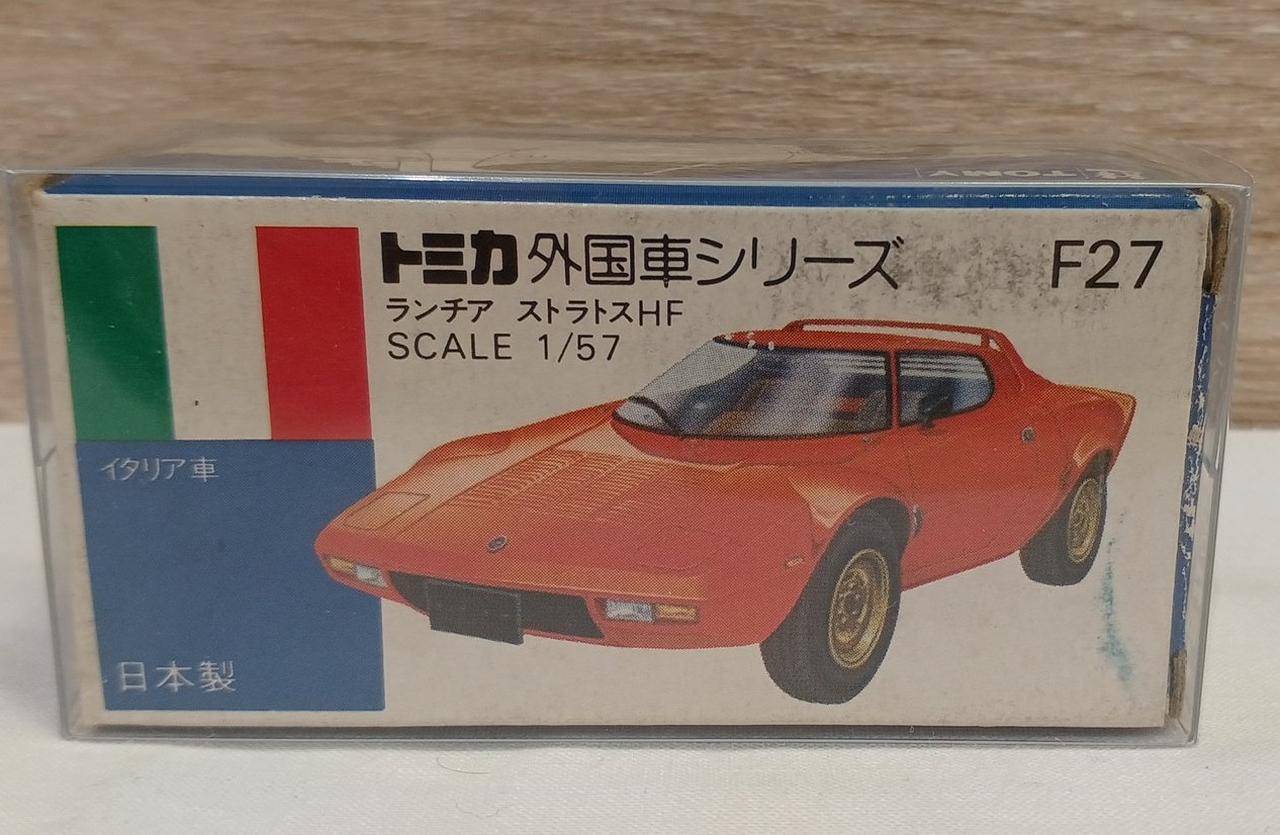 TOMY
トミカ外国車シリーズ F27
ランチア ストラトスHF
SCALE 1/57
イタリア車
日本製